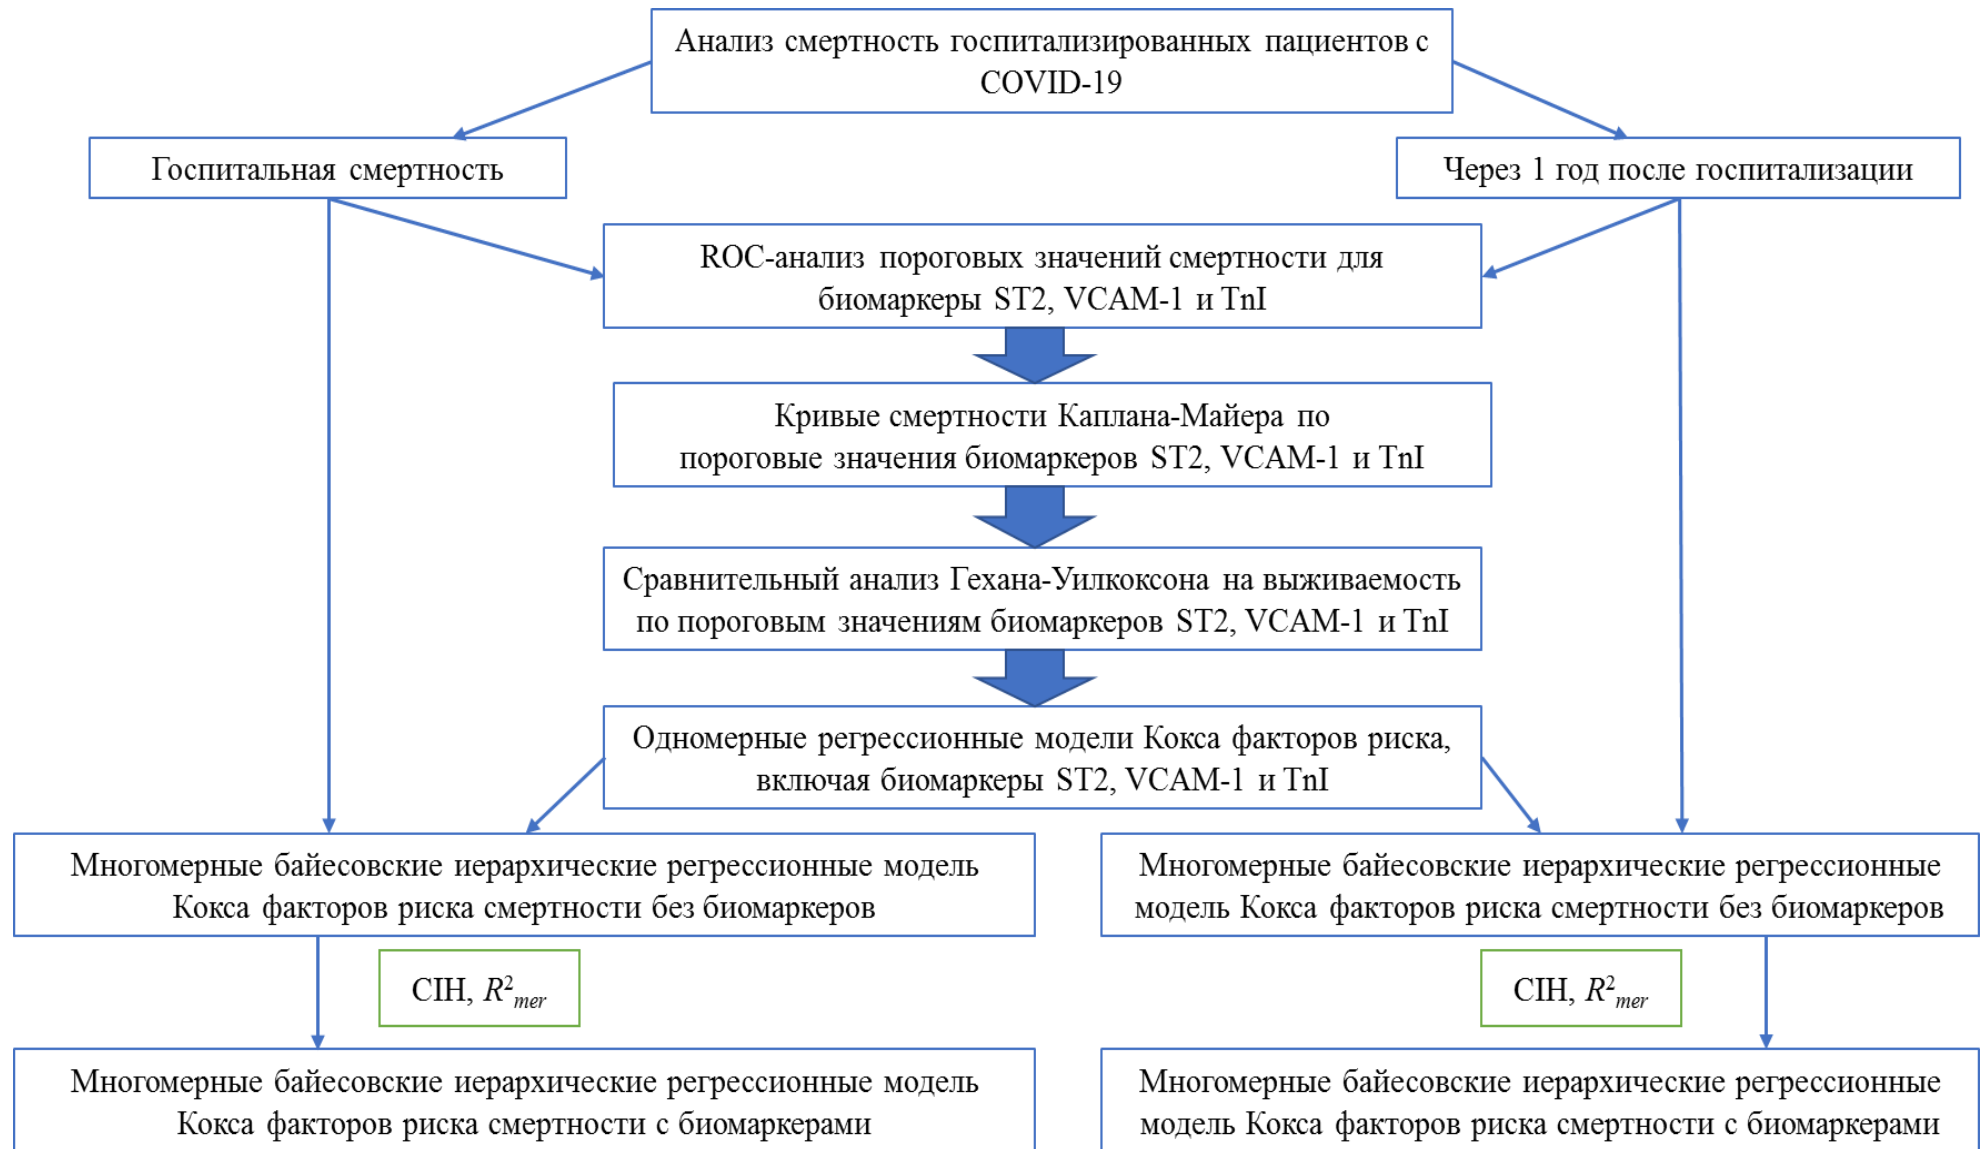 Анализ смертность госпитализированных пациентов с
COVID-19
Госпитальная смертность
Через 1 год после госпитализации
ROC-анализ пороговых значений смертности для
биомаркеры ST2, VCAM-1 и TnI
Кривые смертности Каплана-Майера по
пороговые значения биомаркеров ST2, VCAM-1 и TnI
Сравнительный анализ Гехана-Уилкоксона на выживаемость
по пороговым значениям биомаркеров ST2, VCAM-1 и TnI
Одномерные регрессионные модели Кокса факторов риска,
включая биомаркеры ST2, VCAM-1 и TnI
Многомерные байесовские иерархические регрессионные модель
Кокса факторов риска смертности без биомаркеров
Многомерные байесовские иерархические регрессионные
модель Кокса факторов риска смертности без биомаркеров
CIH, R²mer
CIH, R²mer
Многомерные байесовские иерархические регрессионные модель
Кокса факторов риска смертности с биомаркерами
Многомерные байесовские иерархические регрессионные
модель Кокса факторов риска смертности с биомаркерами